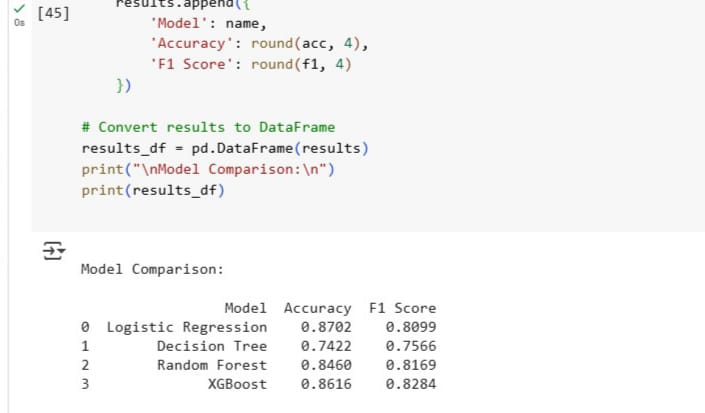 results.append({
[45]
0s
'Model': name,
'Accuracy': round(acc, 4),
'F1 Score': round(f1, 4)
})
# Convert results to DataFrame
results_df = pd.DataFrame(results)
print("\nModel Comparison:\n")
print(results_df)
Model Comparison:
Model Accuracy F1 Score
0 Logistic Regression 0.8702 0.8099
1 Decision Tree 0.7422 0.7566
2 Random Forest 0.8460 0.8169
3 XGBoost 0.8616 0.8284